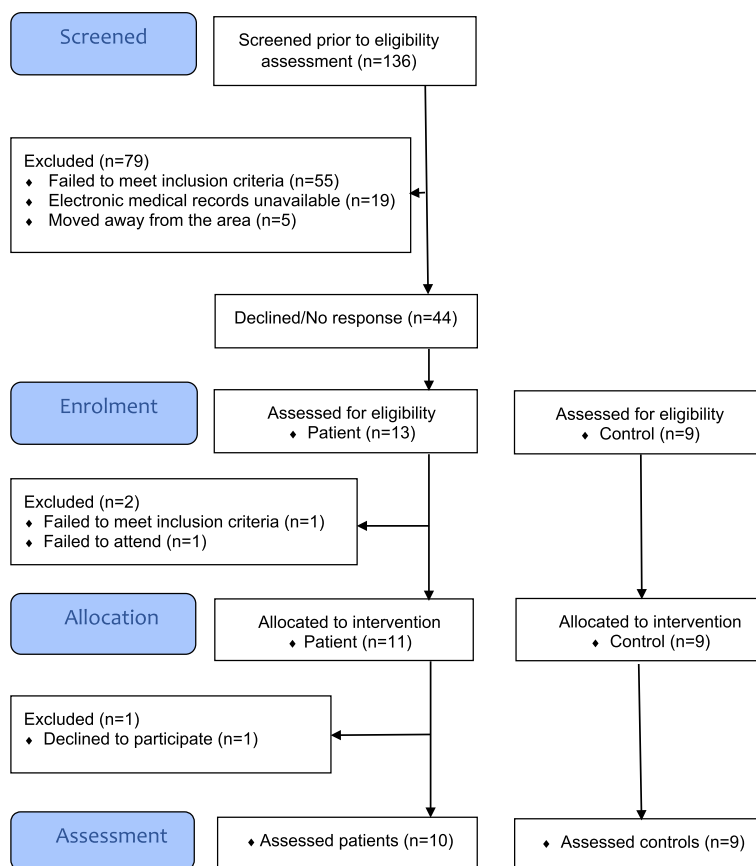 Screened
Screened prior to eligibility
assessment (n=136)
Excluded (n=79)
♦ Failed to meet inclusion criteria (n=55)
♦ Electronic medical records unavailable (n=19)
♦ Moved away from the area (n=5)
Declined/No response (n=44)
Enrolment
Assessed for eligibility
♦ Patient (n=13)
Assessed for eligibility
♦ Control (n=9)
Excluded (n=2)
♦ Failed to meet inclusion criteria (n=1)
♦ Failed to attend (n=1)
Allocation
Allocated to intervention
♦ Patient (n=11)
Allocated to intervention
♦ Control (n=9)
Excluded (n=1)
♦ Declined to participate (n=1)
Assessment
♦ Assessed patients (n=10)
♦ Assessed controls (n=9)